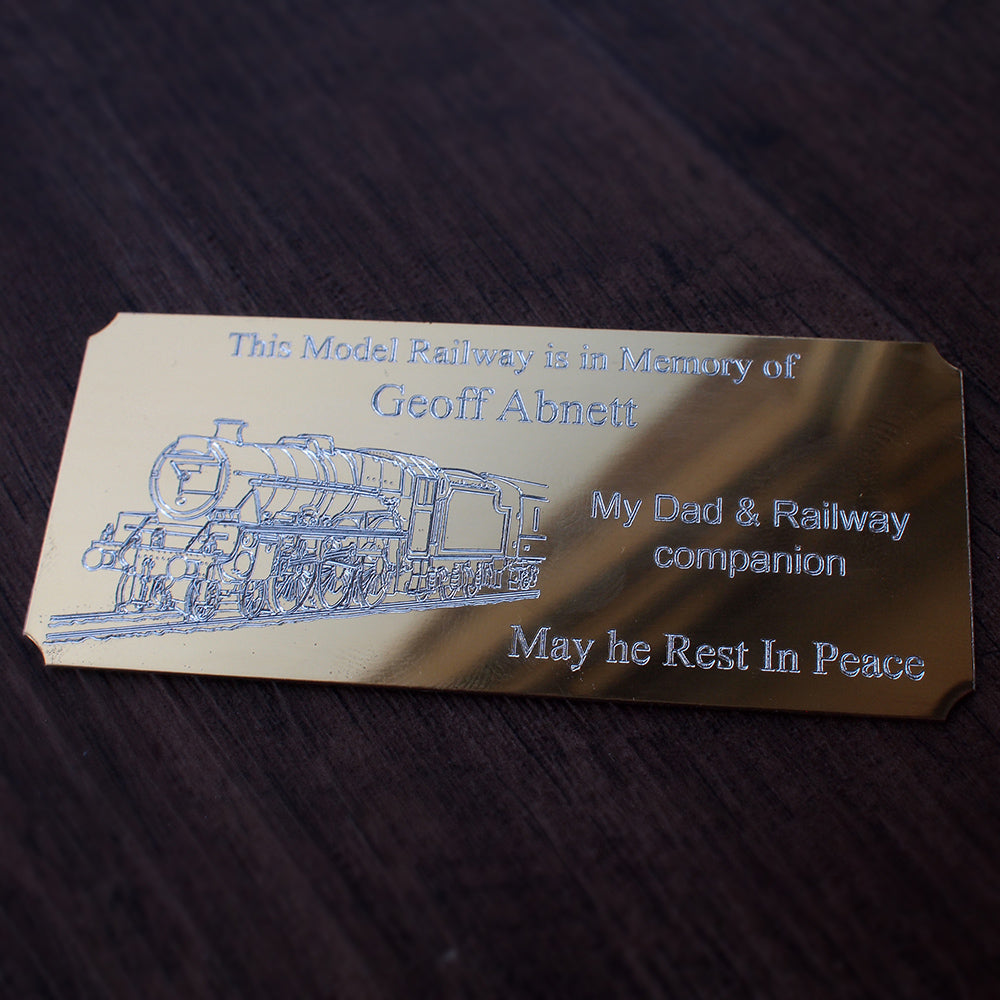 This Model Railway is in Memory of
Geoff Abnett
My Dad & Railway
companion
May he Rest In Peace